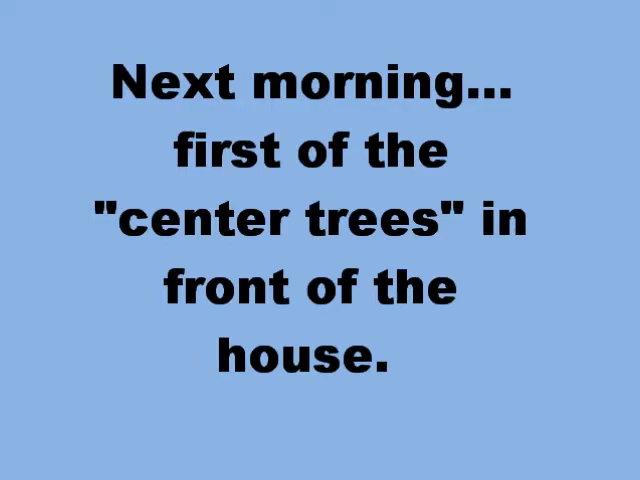 Next morning...
first of the
"center trees" in
front of the
house.